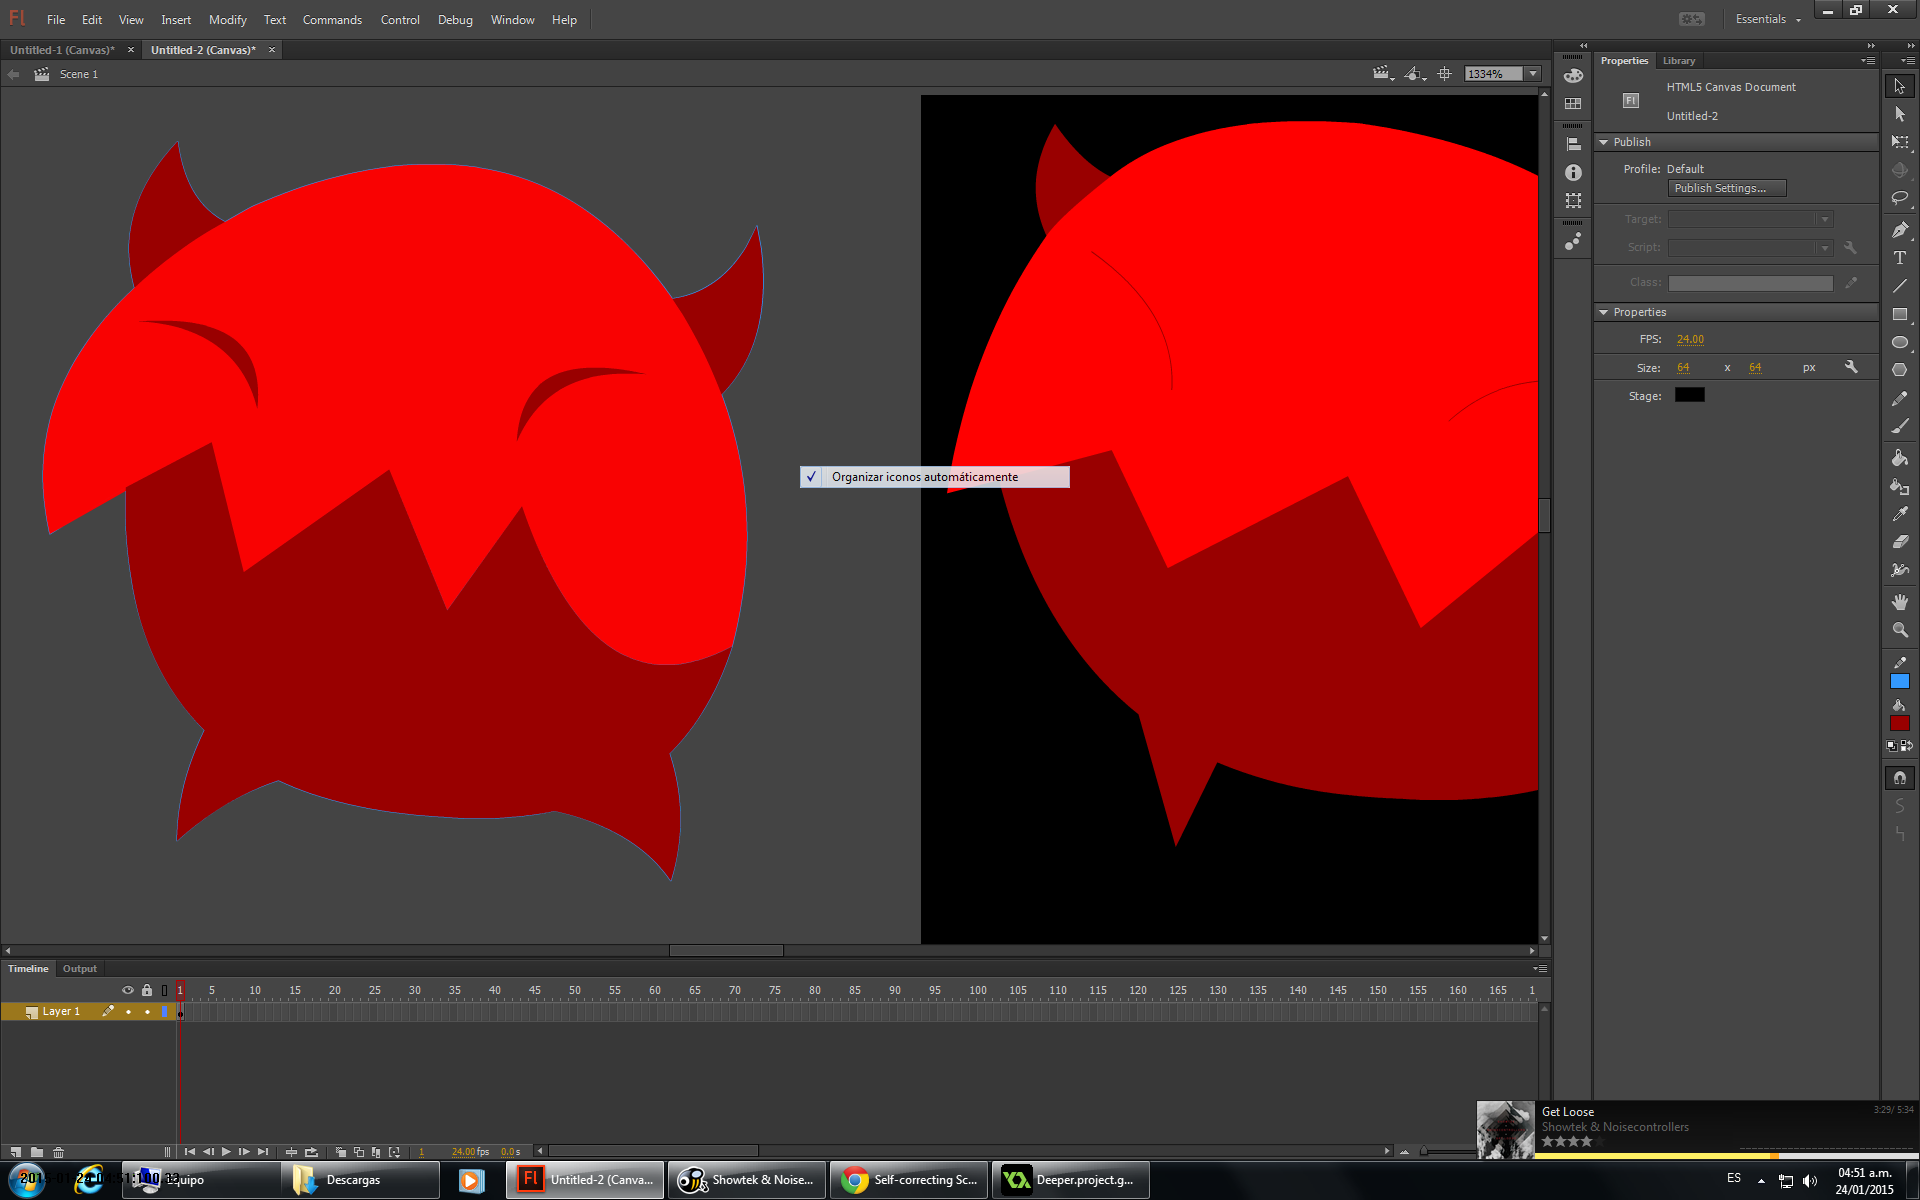 Fl File Edit View Insert Modify Text Commands Control Debug Window Help Essentials
Untitled-1 (Canvas)* × Untitled-2 (Canvas)* ×
Scene 1 1334%
Properties Library
HTML5 Canvas Document
Fl
Untitled-2
Publish
Profile: Default
Publish Settings...
Target:
Script:
Class:
Properties
FPS: 24.00
Size: 64 x 64 px
Stage:
✓ Organizar iconos automáticamente
Timeline Output
1 5 10 15 20 25 30 35 40 45 50 55 60 65 70 75 80 85 90 95 100 105 110 115 120 125 130 135 140 145 150 155 160 165 1
Layer 1
1 24.00 fps 0.0 s
Get Loose 3:29/ 5:34
Showtek & Noisecontrollers
Equipo Descargas Fl Untitled-2 (Canva... Showtek & Noise... Self-correcting Sc... Deeper.project.g... ES
04:51 a.m.
24/01/2015